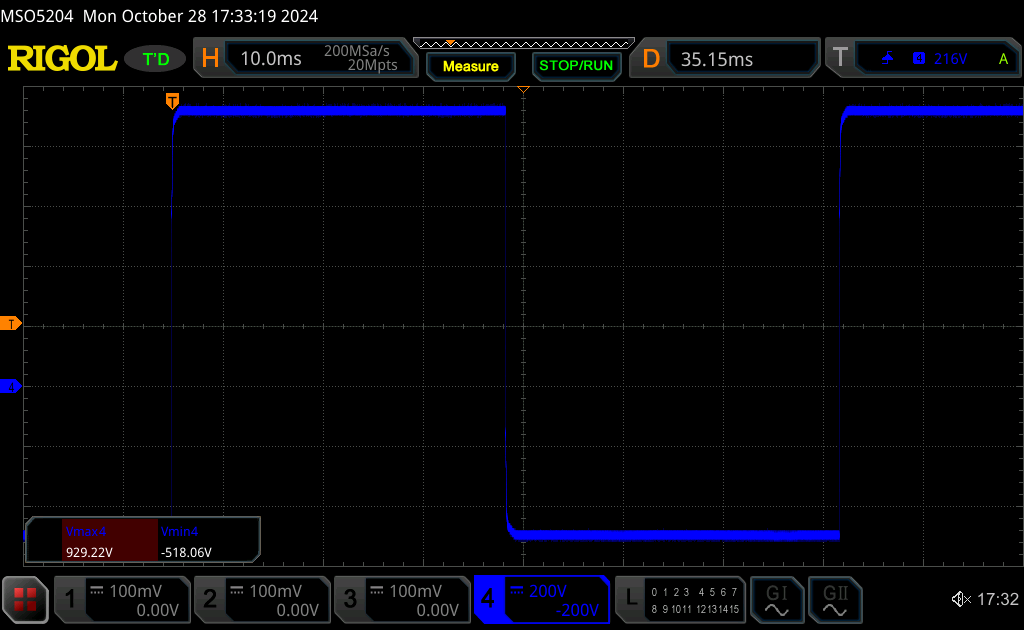 MSO5204 Mon October 28 17:33:19 2024
RIGOL T'D H 10.0ms 200MSa/s 20Mpts Measure STOP/RUN D 35.15ms T 1 216V A
T
T
4
Vmax4 Vmin4
929.22V -518.06V
1 100mV 0.00V 2 100mV 0.00V 3 100mV 0.00V 4 200V -200V L 0 1 2 3 4 5 6 7 8 9 10 11 12 13 14 15 GI GII 17:32